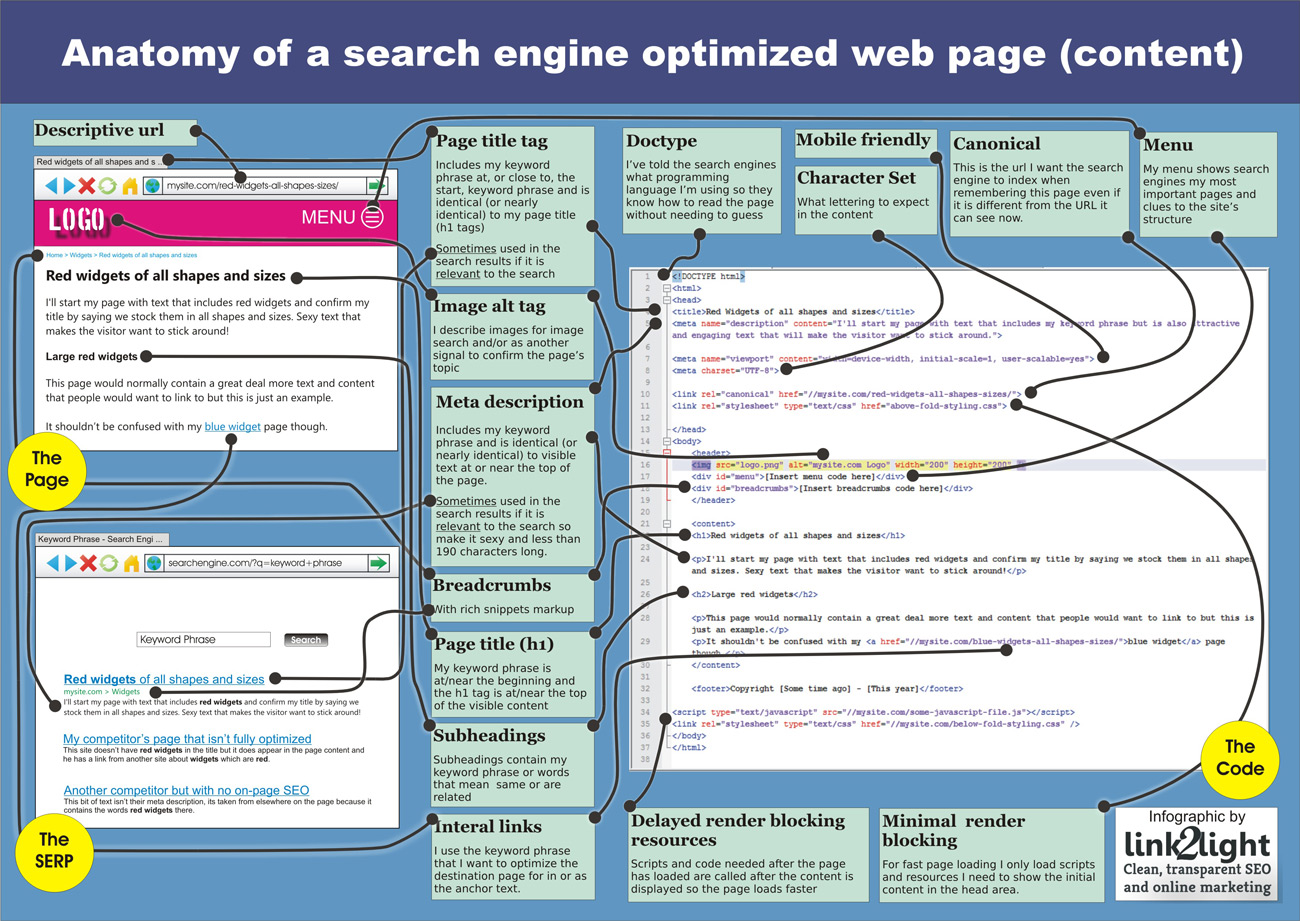 Anatomy of a search engine optimized web page (content)
Descriptive url
Red widgets of all shapes and s ...
mysite.com/red-widgets-all-shapes-sizes/
LOGO
MENU
Home > Widgets > Red widgets of all shapes and sizes
Red widgets of all shapes and sizes
I'll start my page with text that includes red widgets and confirm my
title by saying we stock them in all shapes and sizes. Sexy text that
makes the visitor want to stick around!
Large red widgets
This page would normally contain a great deal more text and content
that people would want to link to but this is just an example.
It shouldn't be confused with my blue widget page though.
The
Page
Keyword Phrase - Search Engi ...
searchengine.com/?q=keyword+phrase
Keyword Phrase
Search
Red widgets of all shapes and sizes
mysite.com > Widgets
I'll start my page with text that includes red widgets and confirm my title by saying we
stock them in all shapes and sizes. Sexy text that makes the visitor want to stick around!
My competitor's page that isn't fully optimized
This site doesn't have red widgets in the title but it does appear in the page content and
he has a link from another site about widgets which are red.
Another competitor but with no on-page SEO
This bit of text isn't their meta description, its taken from elsewhere on the page because it
contains the words red widgets there.
The
SERP
Page title tag
Includes my keyword
phrase at, or close to, the
start, keyword phrase and is
identical (or nearly
identical) to my page title
(h1 tags)
Sometimes used in the
search results if it is
relevant to the search
Image alt tag
I describe images for image
search and/or as another
signal to confirm the page's
topic
Meta description
Includes my keyword
phrase and is identical (or
nearly identical) to visible
text at or near the top of
the page.
Sometimes used in the
search results if it is
relevant to the search so
make it sexy and less than
190 characters long.
Breadcrumbs
With rich snippets markup
Page title (h1)
My keyword phrase is
at/near the beginning and
the h1 tag is at/near the top
of the visible content
Subheadings
Subheadings contain my
keyword phrase or words
that mean same or are
related
Interal links
I use the keyword phrase
that I want to optimize the
destination page for in or as
the anchor text.
Doctype
I've told the search engines
what programming
language I'm using so they
know how to read the page
without needing to guess
Mobile friendly
Character Set
What lettering to expect
in the content
Canonical
This is the url I want the search
engine to index when
remembering this page even if
it is different from the URL it
can see now.
Menu
My menu shows search
engines my most
important pages and
clues to the site's
structure
1 <!DOCTYPE html>
2 <html>
3 <head>
<title>Red Widgets of all shapes and sizes</title>
<meta name="description" content="I'll start my page with text that includes my keyword phrase but is also attractive
and engaging text that will make the visitor want to stick around.">
6
7 <meta name="viewport" content="width=device-width, initial-scale=1, user-scalable=yes">
8 <meta charset="UTF-8">
9
10 <link rel="canonical" href="//mysite.com/red-widgets-all-shapes-sizes/">
11 <link rel="stylesheet" type="text/css" href="above-fold-styling.css">
12
13 </head>
14 <body>
15 <header>
16 <img src="logo.png" alt="mysite.com Logo" width="200" height="200" >
17 <div id="menu">[Insert menu code here]</div>
18 <div id="breadcrumbs">[Insert breadcrumbs code here]</div>
19 </header>
20
21 <content>
22 <h1>Red widgets of all shapes and sizes</h1>
23
24 <p>I'll start my page with text that includes red widgets and confirm my title by saying we stock them in all shapes
and sizes. Sexy text that makes the visitor want to stick around!</p>
25
26 <h2>Large red widgets</h2>
28 <p>This page would normally contain a great deal more text and content that people would want to link to but this is
just an example.</p>
29 <p>It shouldn't be confused with my <a href="//mysite.com/blue-widgets-all-shapes-sizes/">blue widget</a> page
though.</p>
30 </content>
31
32 <footer>Copyright [Some time ago] - [This year]</footer>
33
34 <script type="text/javascript" src="//mysite.com/some-javascript-file.js"></script>
35 <link rel="stylesheet" type="text/css" href="//mysite.com/below-fold-styling.css" />
36 </body>
37 </html>
38
The
Code
Delayed render blocking
resources
Scripts and code needed after the page
has loaded are called after the content is
displayed so the page loads faster
Minimal render
blocking
For fast page loading I only load scripts
and resources I need to show the initial
content in the head area.
Infographic by
link2light
Clean, transparent SEO
and online marketing